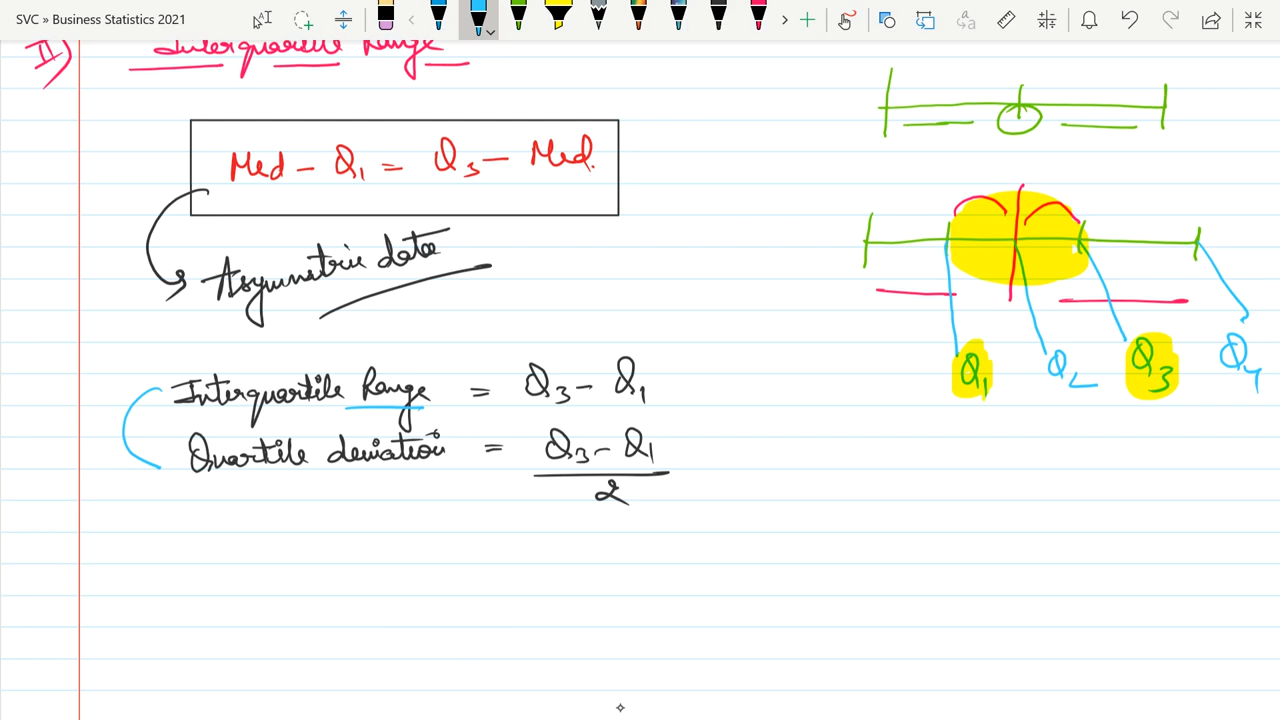 SVC » Business Statistics 2021
II) Interquartile Range
Med - Q1 = Q3 - Med.
Asymmetric data
Interquartile Range = Q3 - Q1
Quartile deviation = Q3 - Q1
2
Q1 Q2 Q3 Q4